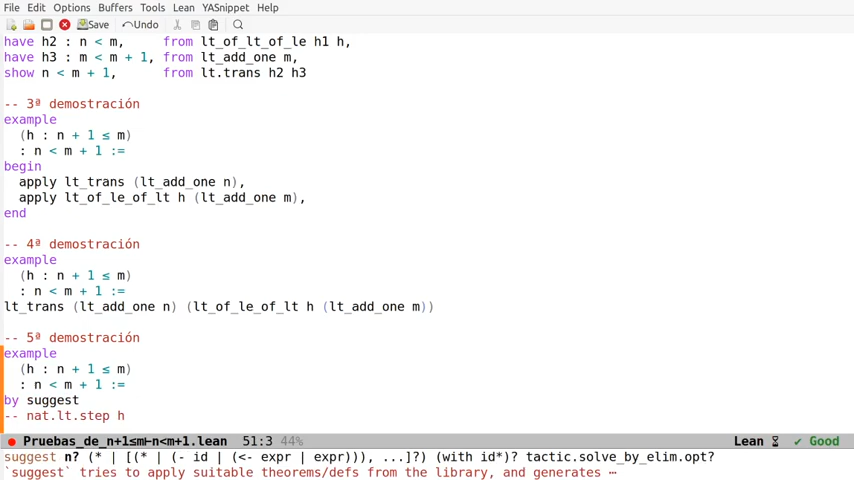 File Edit Options Buffers Tools Lean YASnippet Help
Save Undo
have h2 : n < m,      from lt_of_lt_of_le h1 h,
have h3 : m < m + 1, from lt_add_one m,
show n < m + 1,      from lt.trans h2 h3
-- 3ª demostración
example
  (h : n + 1 ≤ m)
  : n < m + 1 :=
begin
  apply lt_trans (lt_add_one n),
  apply lt_of_le_of_lt h (lt_add_one m),
end
-- 4ª demostración
example
  (h : n + 1 ≤ m)
  : n < m + 1 :=
lt_trans (lt_add_one n) (lt_of_le_of_lt h (lt_add_one m))
-- 5ª demostración
example
  (h : n + 1 ≤ m)
  : n < m + 1 :=
by suggest
-- nat.lt.step h
Pruebas_de_n+1≤m⊢n<m+1.lean 51:3 44% Lean ⌛ ✔ Good
suggest n? (* | [(* | (- id | (<- expr | expr))), ...]?) (with id*)? tactic.solve_by_elim.opt?
`suggest` tries to apply suitable theorems/defs from the library, and generates ⋯